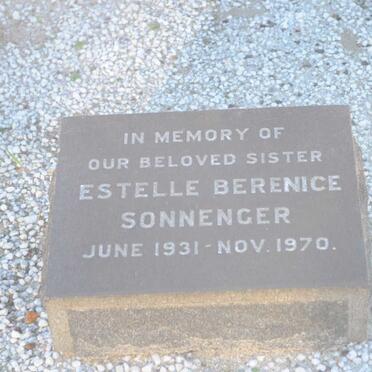 IN MEMORY OF
OUR BELOVED SISTER
ESTELLE BERENICE
SONNENGER
JUNE 1931 - NOV. 1970.